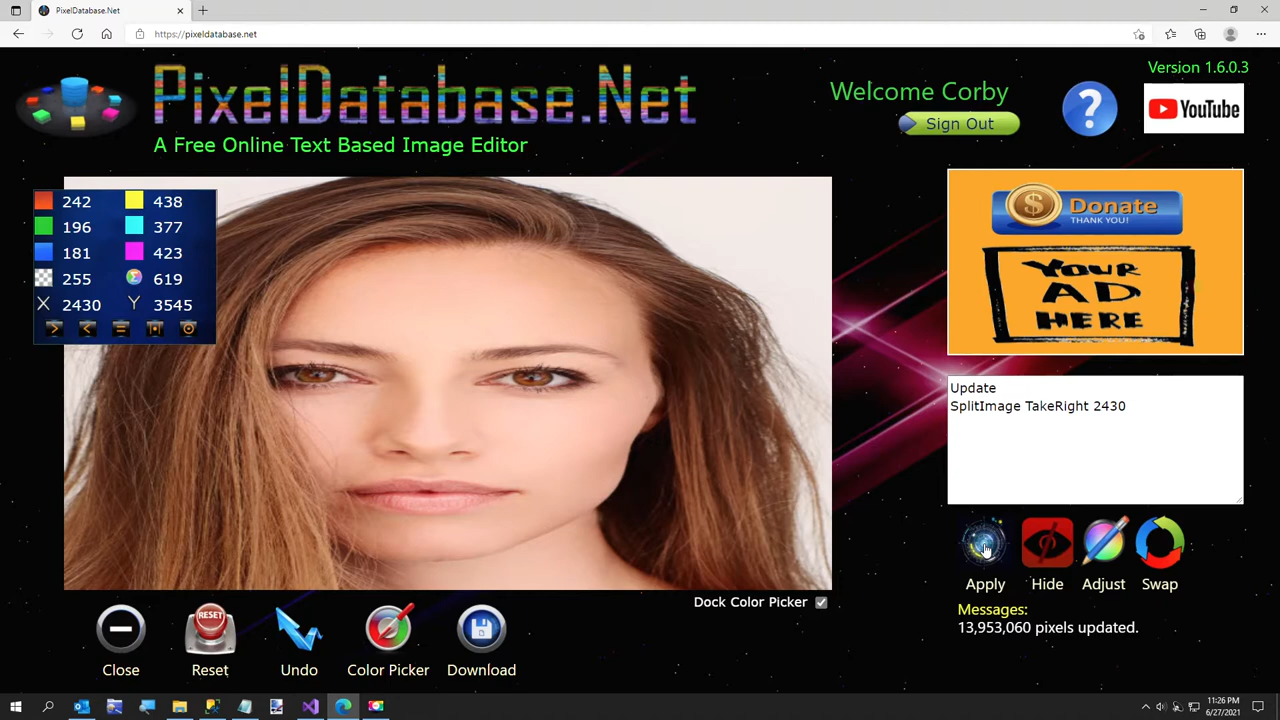 PixelDatabase.Net
https://pixeldatabase.net
PixelDatabase.Net
A Free Online Text Based Image Editor
Welcome Corby
Sign Out
?
Version 1.6.0.3
YouTube
242
438
196
377
181
423
255
Σ
619
X
2430
Y
3545
>
<
=
$
Donate
THANK YOU!
YOUR
AD
HERE
Update
SplitImage TakeRight 2430
Apply
Hide
Adjust
Swap
Messages:
13,953,060 pixels updated.
Dock Color Picker
RESET
Close
Reset
Undo
Color Picker
Download
11:26 PM
6/27/2021